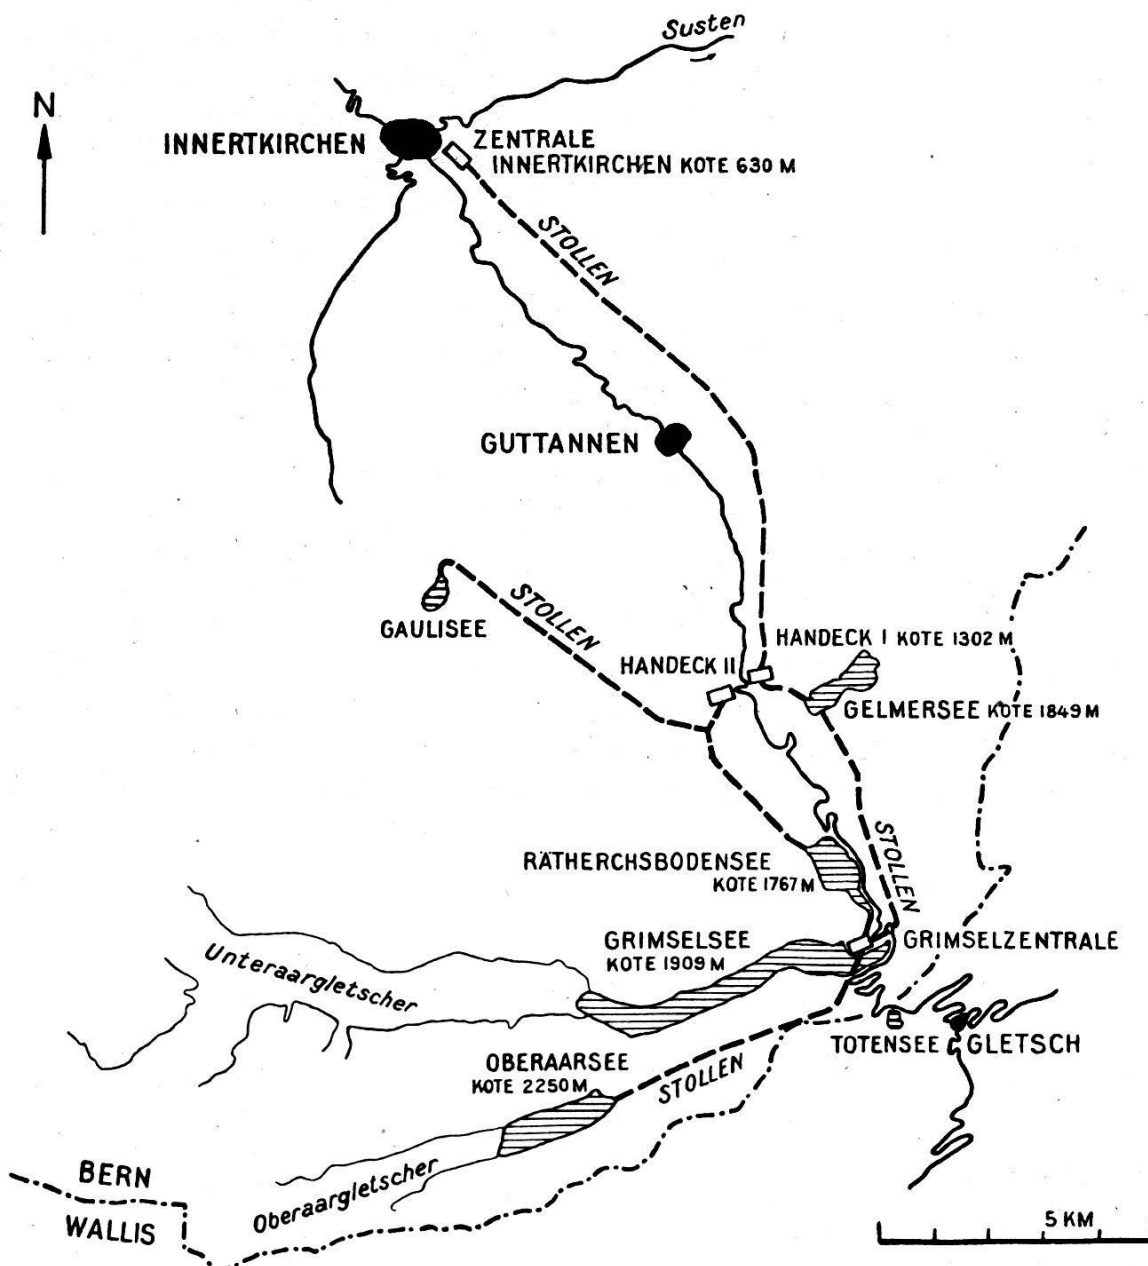 Susten
N
INNERTKIRCHEN
ZENTRALE
INNERTKIRCHEN KOTE 630 M
STOLLEN
GUTTANNEN
STOLLEN
GAULISEE
HANDECK I KOTE 1302 M
HANDECK II
GELMERSEE KOTE 1849 M
STOLLEN
RÄTHERCHSBODENSEE
KOTE 1767 M
GRIMSELSEE
KOTE 1909 M
GRIMSELZENTRALE
Unteraargletscher
TOTENSEE
GLETSCH
OBERAARSEE
KOTE 2250 M
STOLLEN
BERN
WALLIS
Oberaargletscher
5 KM